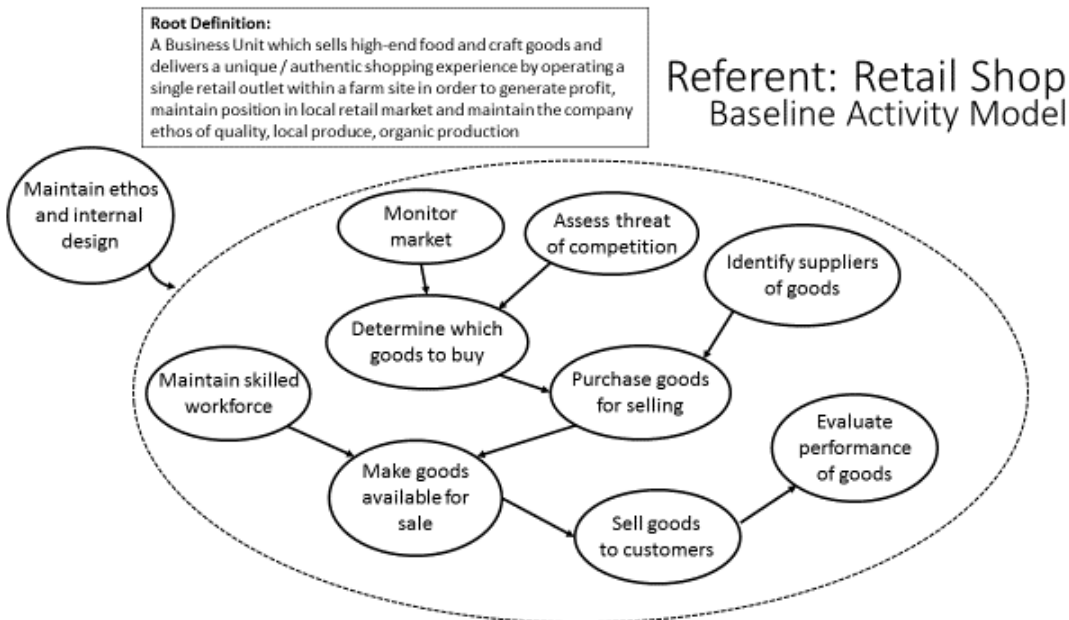 Root Definition:
A Business Unit which sells high-end food and craft goods and
delivers a unique / authentic shopping experience by operating a
single retail outlet within a farm site in order to generate profit,
maintain position in local retail market and maintain the company
ethos of quality, local produce, organic production
Referent: Retail Shop
Baseline Activity Model
Maintain ethos
and internal
design
Monitor
market
Assess threat
of competition
Identify suppliers
of goods
Determine which
goods to buy
Maintain skilled
workforce
Purchase goods
for selling
Evaluate
performance
of goods
Make goods
available for
sale
Sell goods
to customers